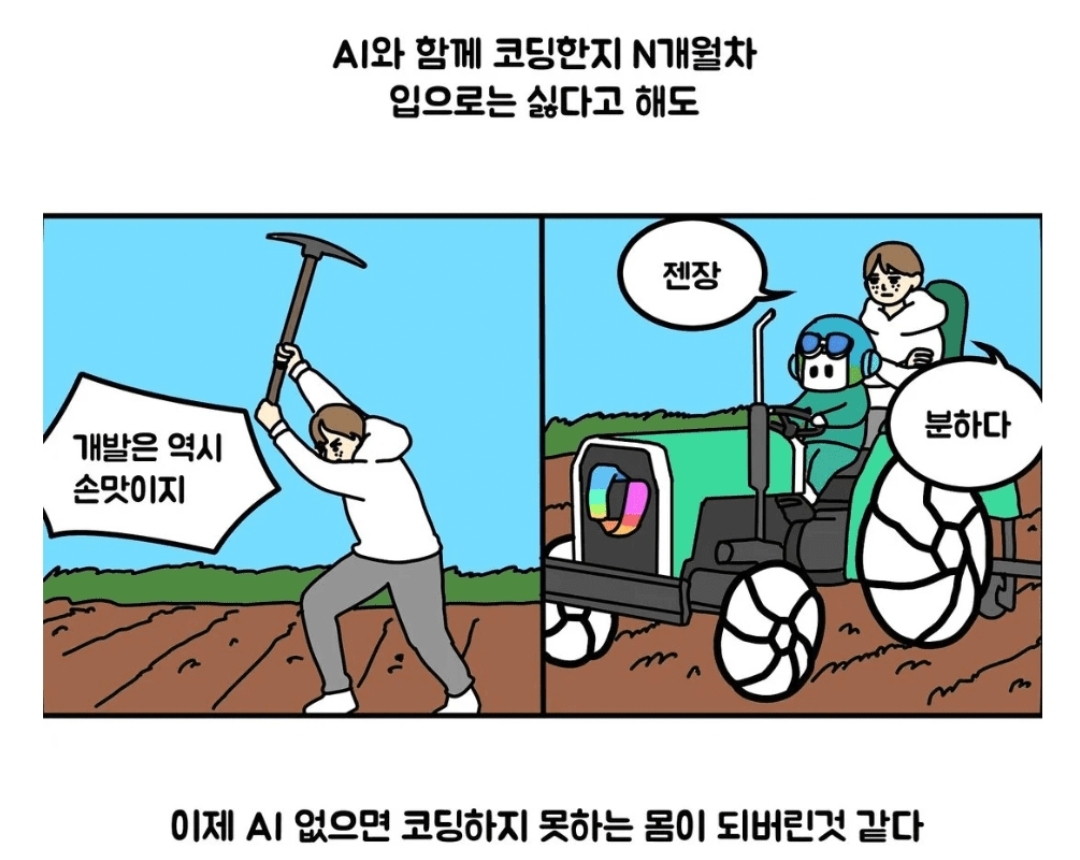 AI와 함께 코딩한지 N개월차
입으로는 싫다고 해도
개발은 역시
손맛이지
젠장
분하다
이제 AI 없으면 코딩하지 못하는 몸이 되버린것 같다